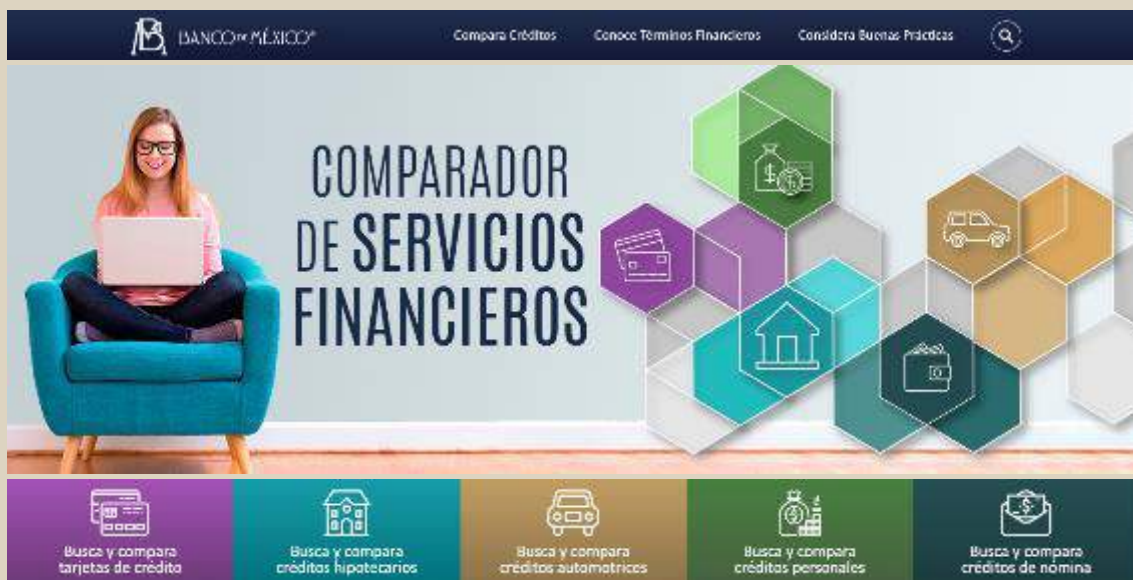 BANCO DE MÉXICO®
Compara Créditos
Conoce Términos Financieros
Considera Buenas Prácticas
COMPARADOR
DE SERVICIOS
FINANCIEROS
Busca y compara
tarjetas de crédito
Busca y compara
créditos hipotecarios
Busca y compara
créditos automotrices
Busca y compara
créditos personales
Busca y compara
créditos de nómina